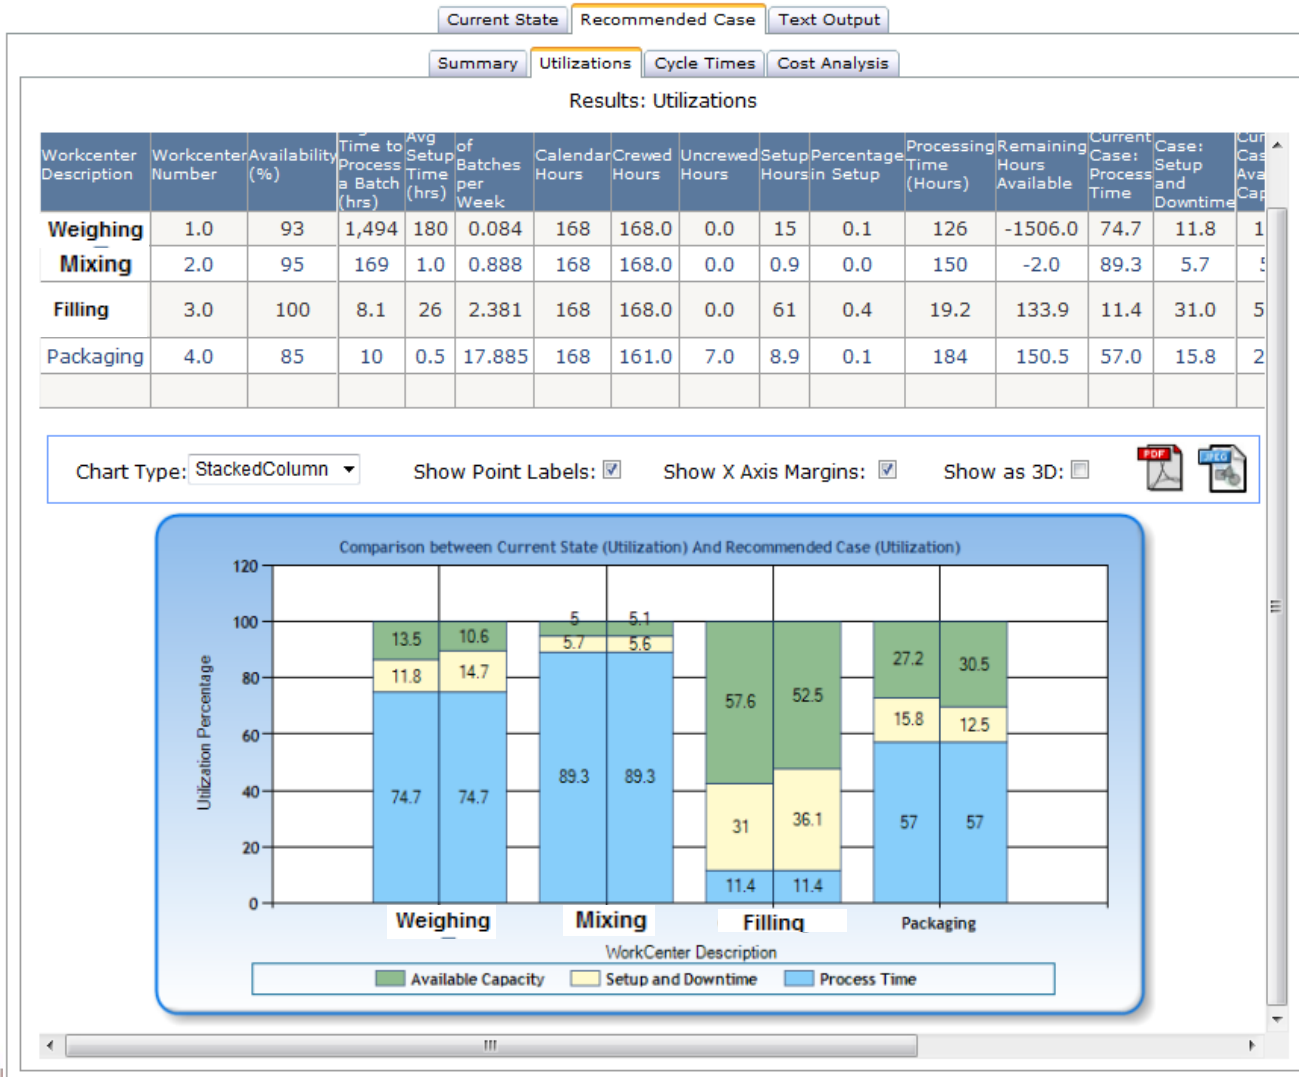 Current State Recommended Case Text Output
Summary Utilizations Cycle Times Cost Analysis
Results: Utilizations
Workcenter Description Workcenter Number Availability (%) Time to Process a Batch (hrs) Avg Setup Time (hrs) of Batches per Week Calendar Hours Crewed Hours Uncrewed Hours Setup Hours Percentage in Setup Processing Time (Hours) Remaining Hours Available Current Case: Process Time Case: Setup and Downtime
Weighing 1.0 93 1,494 180 0.084 168 168.0 0.0 15 0.1 126 -1506.0 74.7 11.8 1
Mixing 2.0 95 169 1.0 0.888 168 168.0 0.0 0.9 0.0 150 -2.0 89.3 5.7
Filling 3.0 100 8.1 26 2.381 168 168.0 0.0 61 0.4 19.2 133.9 11.4 31.0 5
Packaging 4.0 85 10 0.5 17.885 168 161.0 7.0 8.9 0.1 184 150.5 57.0 15.8 2
Chart Type: StackedColumn Show Point Labels: Show X Axis Margins: Show as 3D: PDF JPEG
Comparison between Current State (Utilization) And Recommended Case (Utilization)
Utilization Percentage
120
100
80
60
40
20
0
13.5 10.6 5 5.1 57.6 52.5 27.2 30.5
11.8 14.7 5.7 5.6 31 36.1 15.8 12.5
74.7 74.7 89.3 89.3 11.4 11.4 57 57
Weighing Mixing Filling Packaging
WorkCenter Description
Available Capacity Setup and Downtime Process Time